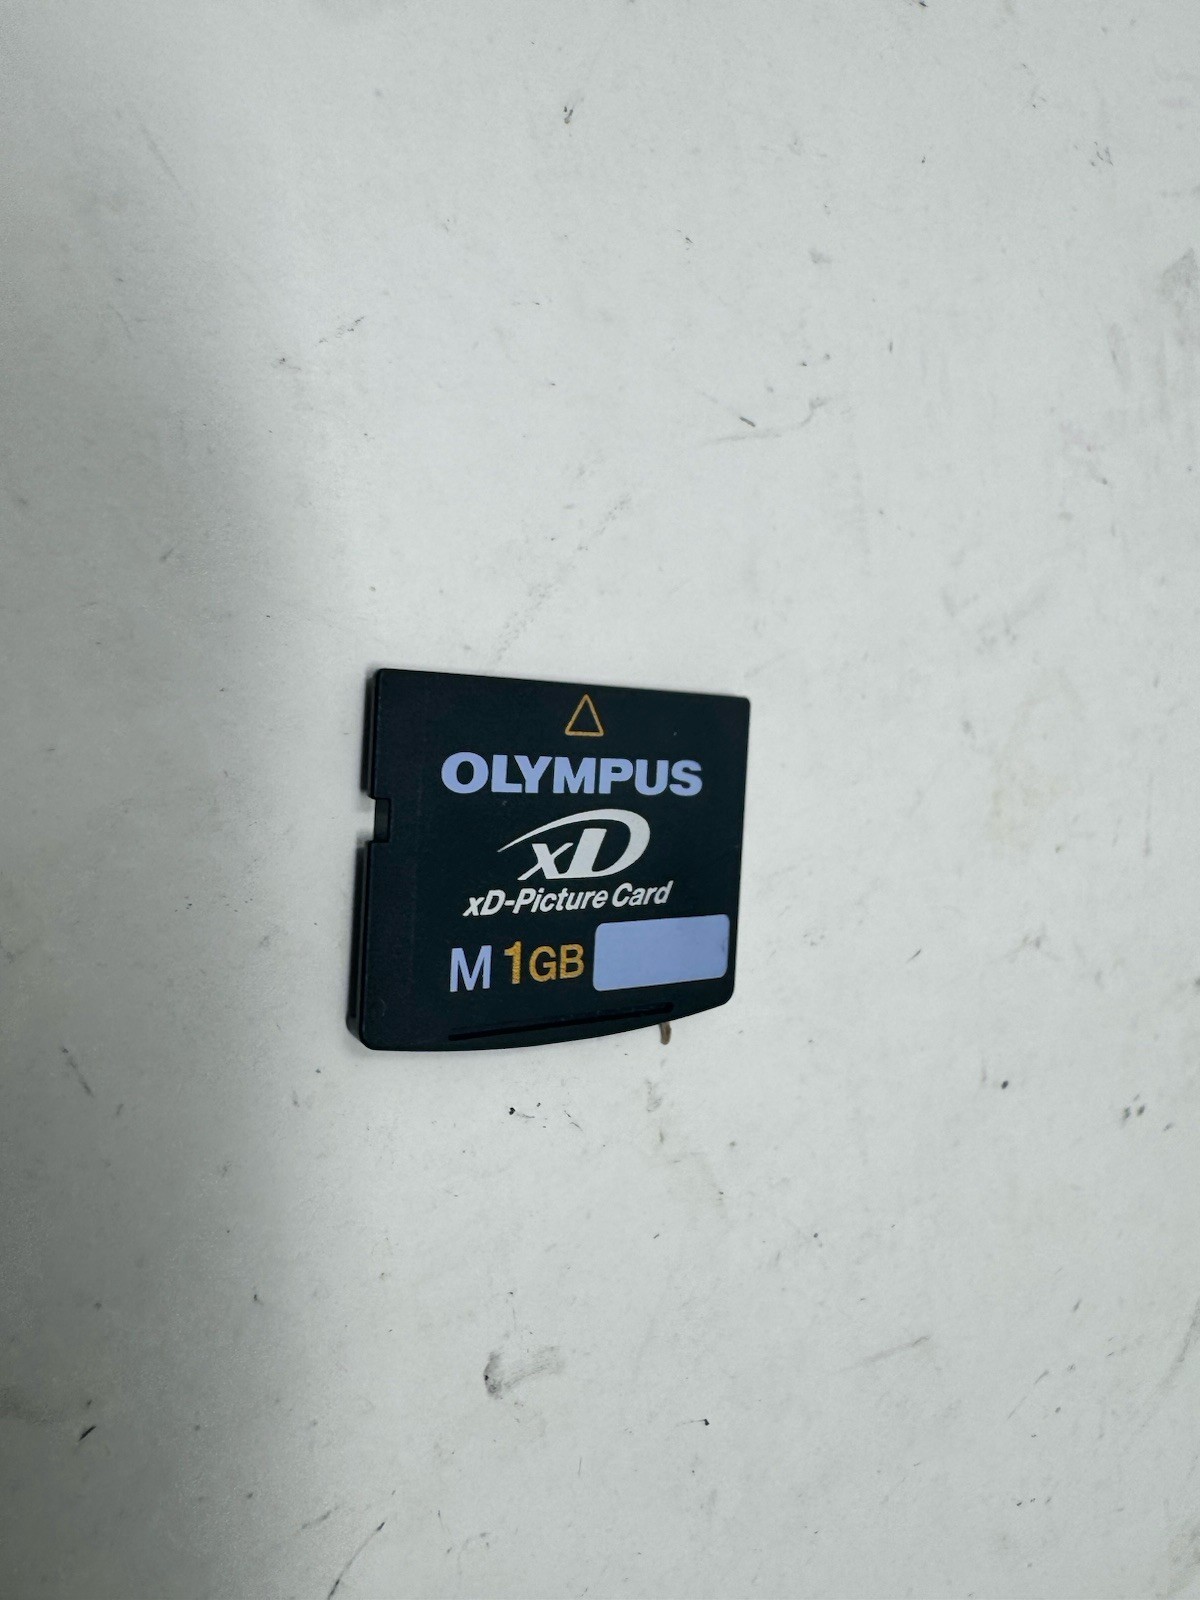 OLYMPUS
xD
xD-Picture Card
M 1GB